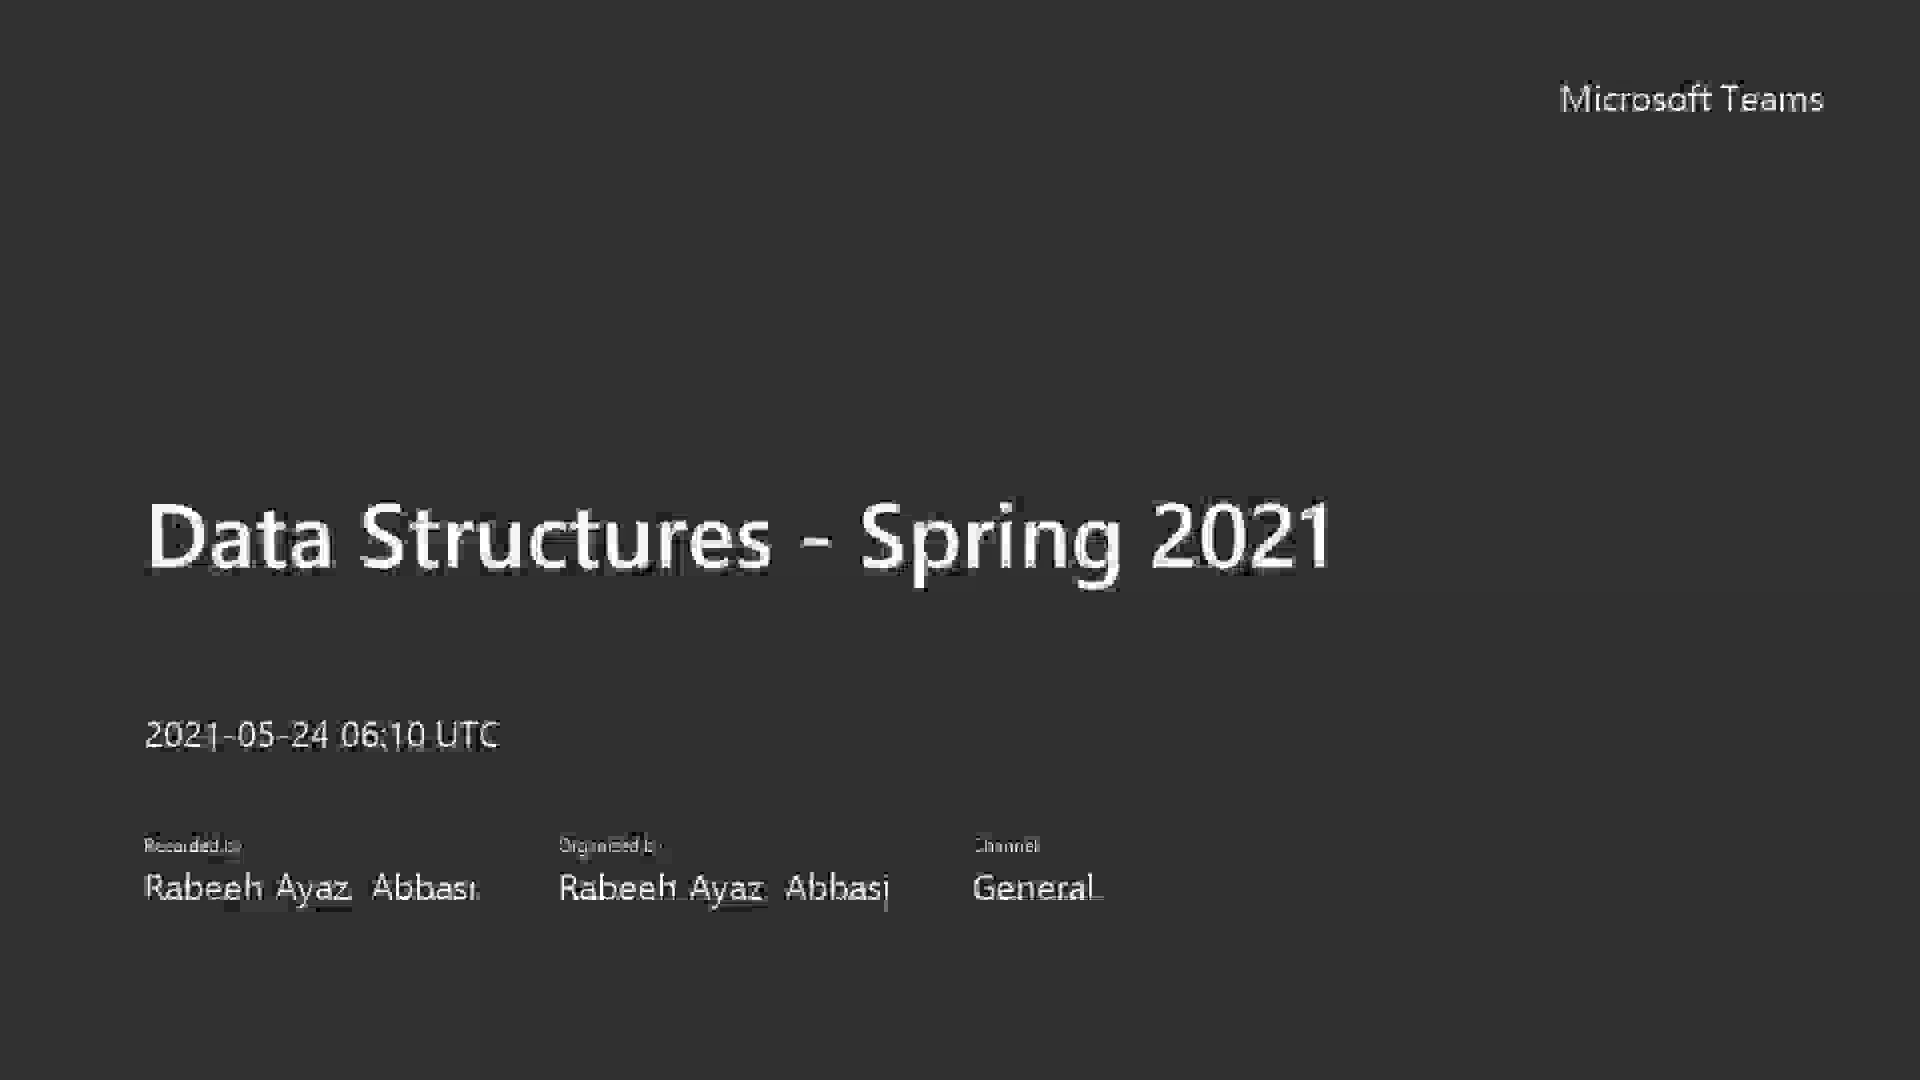 Microsoft Teams
Data Structures - Spring 2021
2021-05-24 06:10 UTC
Recorded by
Organized by
Channel
Rabeeh Ayaz Abbasi
Rabeeh Ayaz Abbasi
General